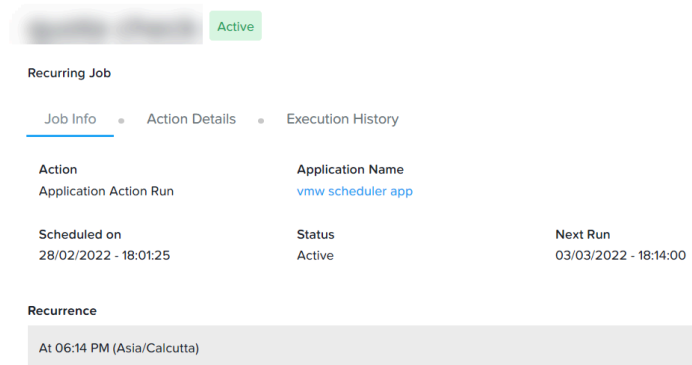 Active
Recurring Job
Job Info
Action Details
Execution History
Action
Application Name
Application Action Run
vmw scheduler app
Scheduled on
Status
Next Run
28/02/2022 - 18:01:25
Active
03/03/2022 - 18:14:00
Recurrence
At 06:14 PM (Asia/Calcutta)